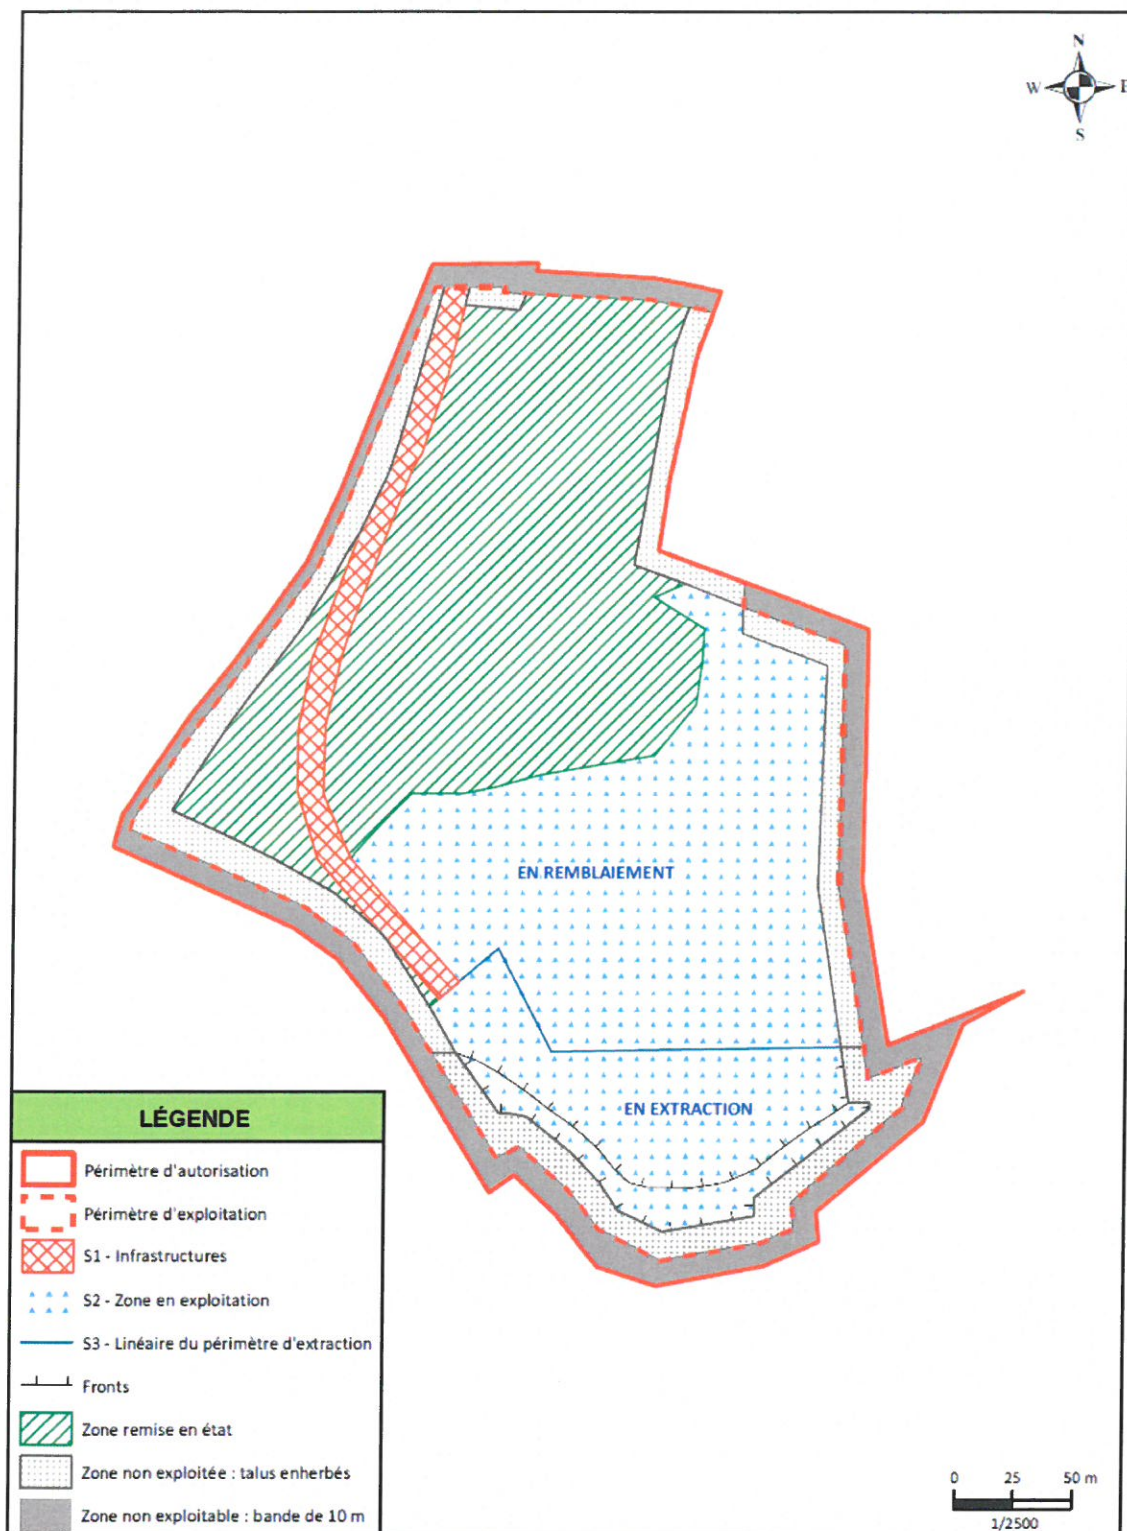 N
W E
S
EN REMBLAIEMENT
EN EXTRACTION
LÉGENDE
Périmètre d'autorisation
Périmètre d'exploitation
S1 - Infrastructures
S2 - Zone en exploitation
S3 - Linéaire du périmètre d'extraction
Fronts
Zone remise en état
Zone non exploitée : talus enherbés
Zone non exploitable : bande de 10 m
0 25 50 m
1/2500